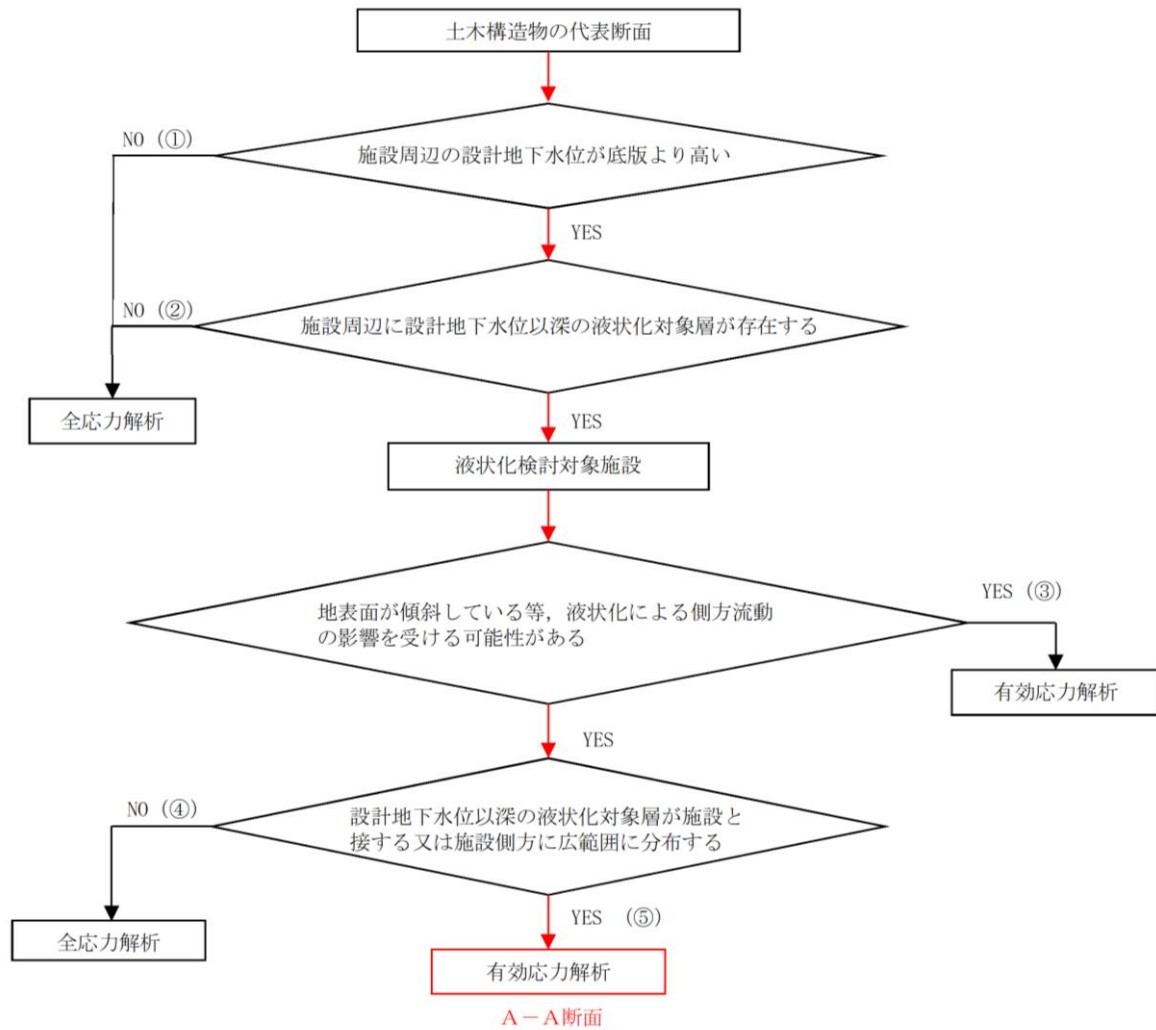 土木構造物の代表断面
NO (①)
施設周辺の設計地下水位が底版より高い
YES
NO (②)
施設周辺に設計地下水位以深の液状化対象層が存在する
全応力解析
YES
液状化検討対象施設
地表面が傾斜している等，液状化による側方流動
の影響を受ける可能性がある
YES (③)
有効応力解析
YES
NO (④)
設計地下水位以深の液状化対象層が施設と
接する又は施設側方に広範囲に分布する
全応力解析
YES (⑤)
有効応力解析
A－A断面